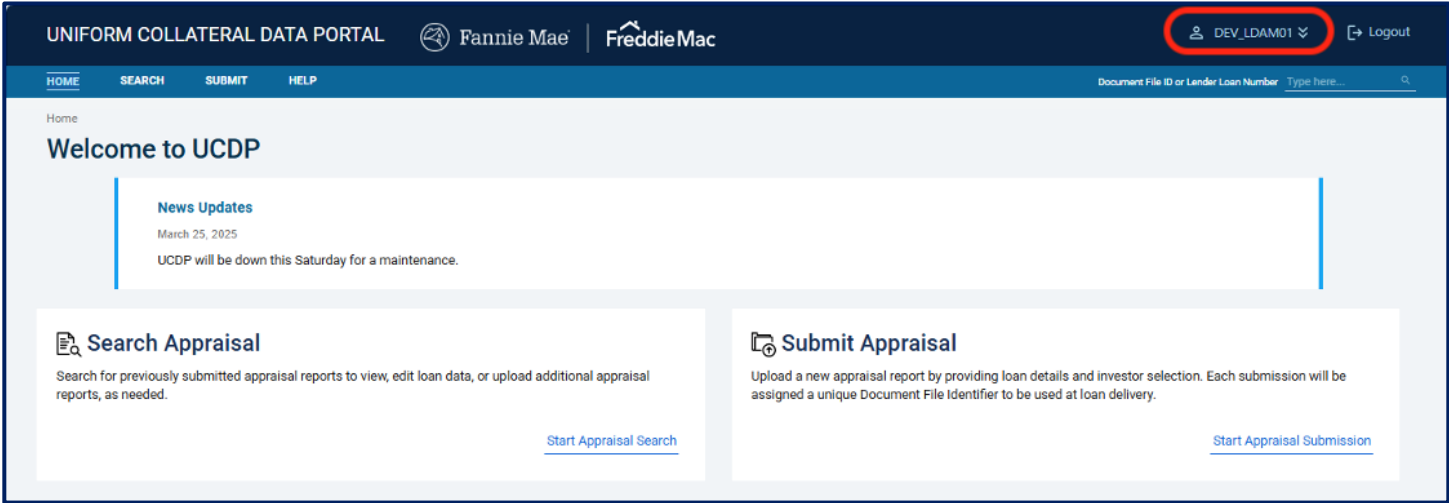 UNIFORM COLLATERAL DATA PORTAL Fannie Mae Freddie Mac DEV_LDAM01 Logout
HOME SEARCH SUBMIT HELP Document File ID or Lender Loan Number Type here...
Home
Welcome to UCDP
News Updates
March 25, 2025
UCDP will be down this Saturday for a maintenance.
Search Appraisal
Search for previously submitted appraisal reports to view, edit loan data, or upload additional appraisal
reports, as needed.
Start Appraisal Search
Submit Appraisal
Upload a new appraisal report by providing loan details and investor selection. Each submission will be
assigned a unique Document File Identifier to be used at loan delivery.
Start Appraisal Submission